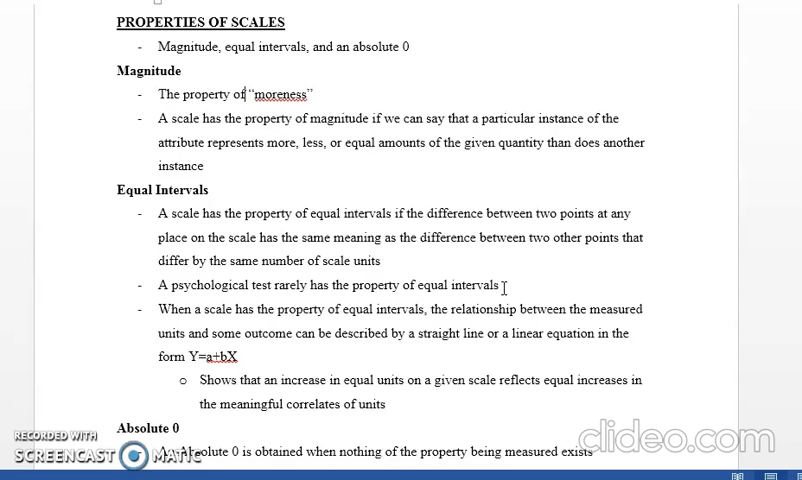 PROPERTIES OF SCALES
- Magnitude, equal intervals, and an absolute 0
Magnitude
- The property of “moreness”
- A scale has the property of magnitude if we can say that a particular instance of the
attribute represents more, less, or equal amounts of the given quantity than does another
instance
Equal Intervals
- A scale has the property of equal intervals if the difference between two points at any
place on the scale has the same meaning as the difference between two other points that
differ by the same number of scale units
- A psychological test rarely has the property of equal intervals
- When a scale has the property of equal intervals, the relationship between the measured
units and some outcome can be described by a straight line or a linear equation in the
form Y=a+bX
o Shows that an increase in equal units on a given scale reflects equal increases in
the meaningful correlates of units
Absolute 0
Absolute 0 is obtained when nothing of the property being measured exists
RECORDED WITH
SCREENCAST MATIC
clideo.com